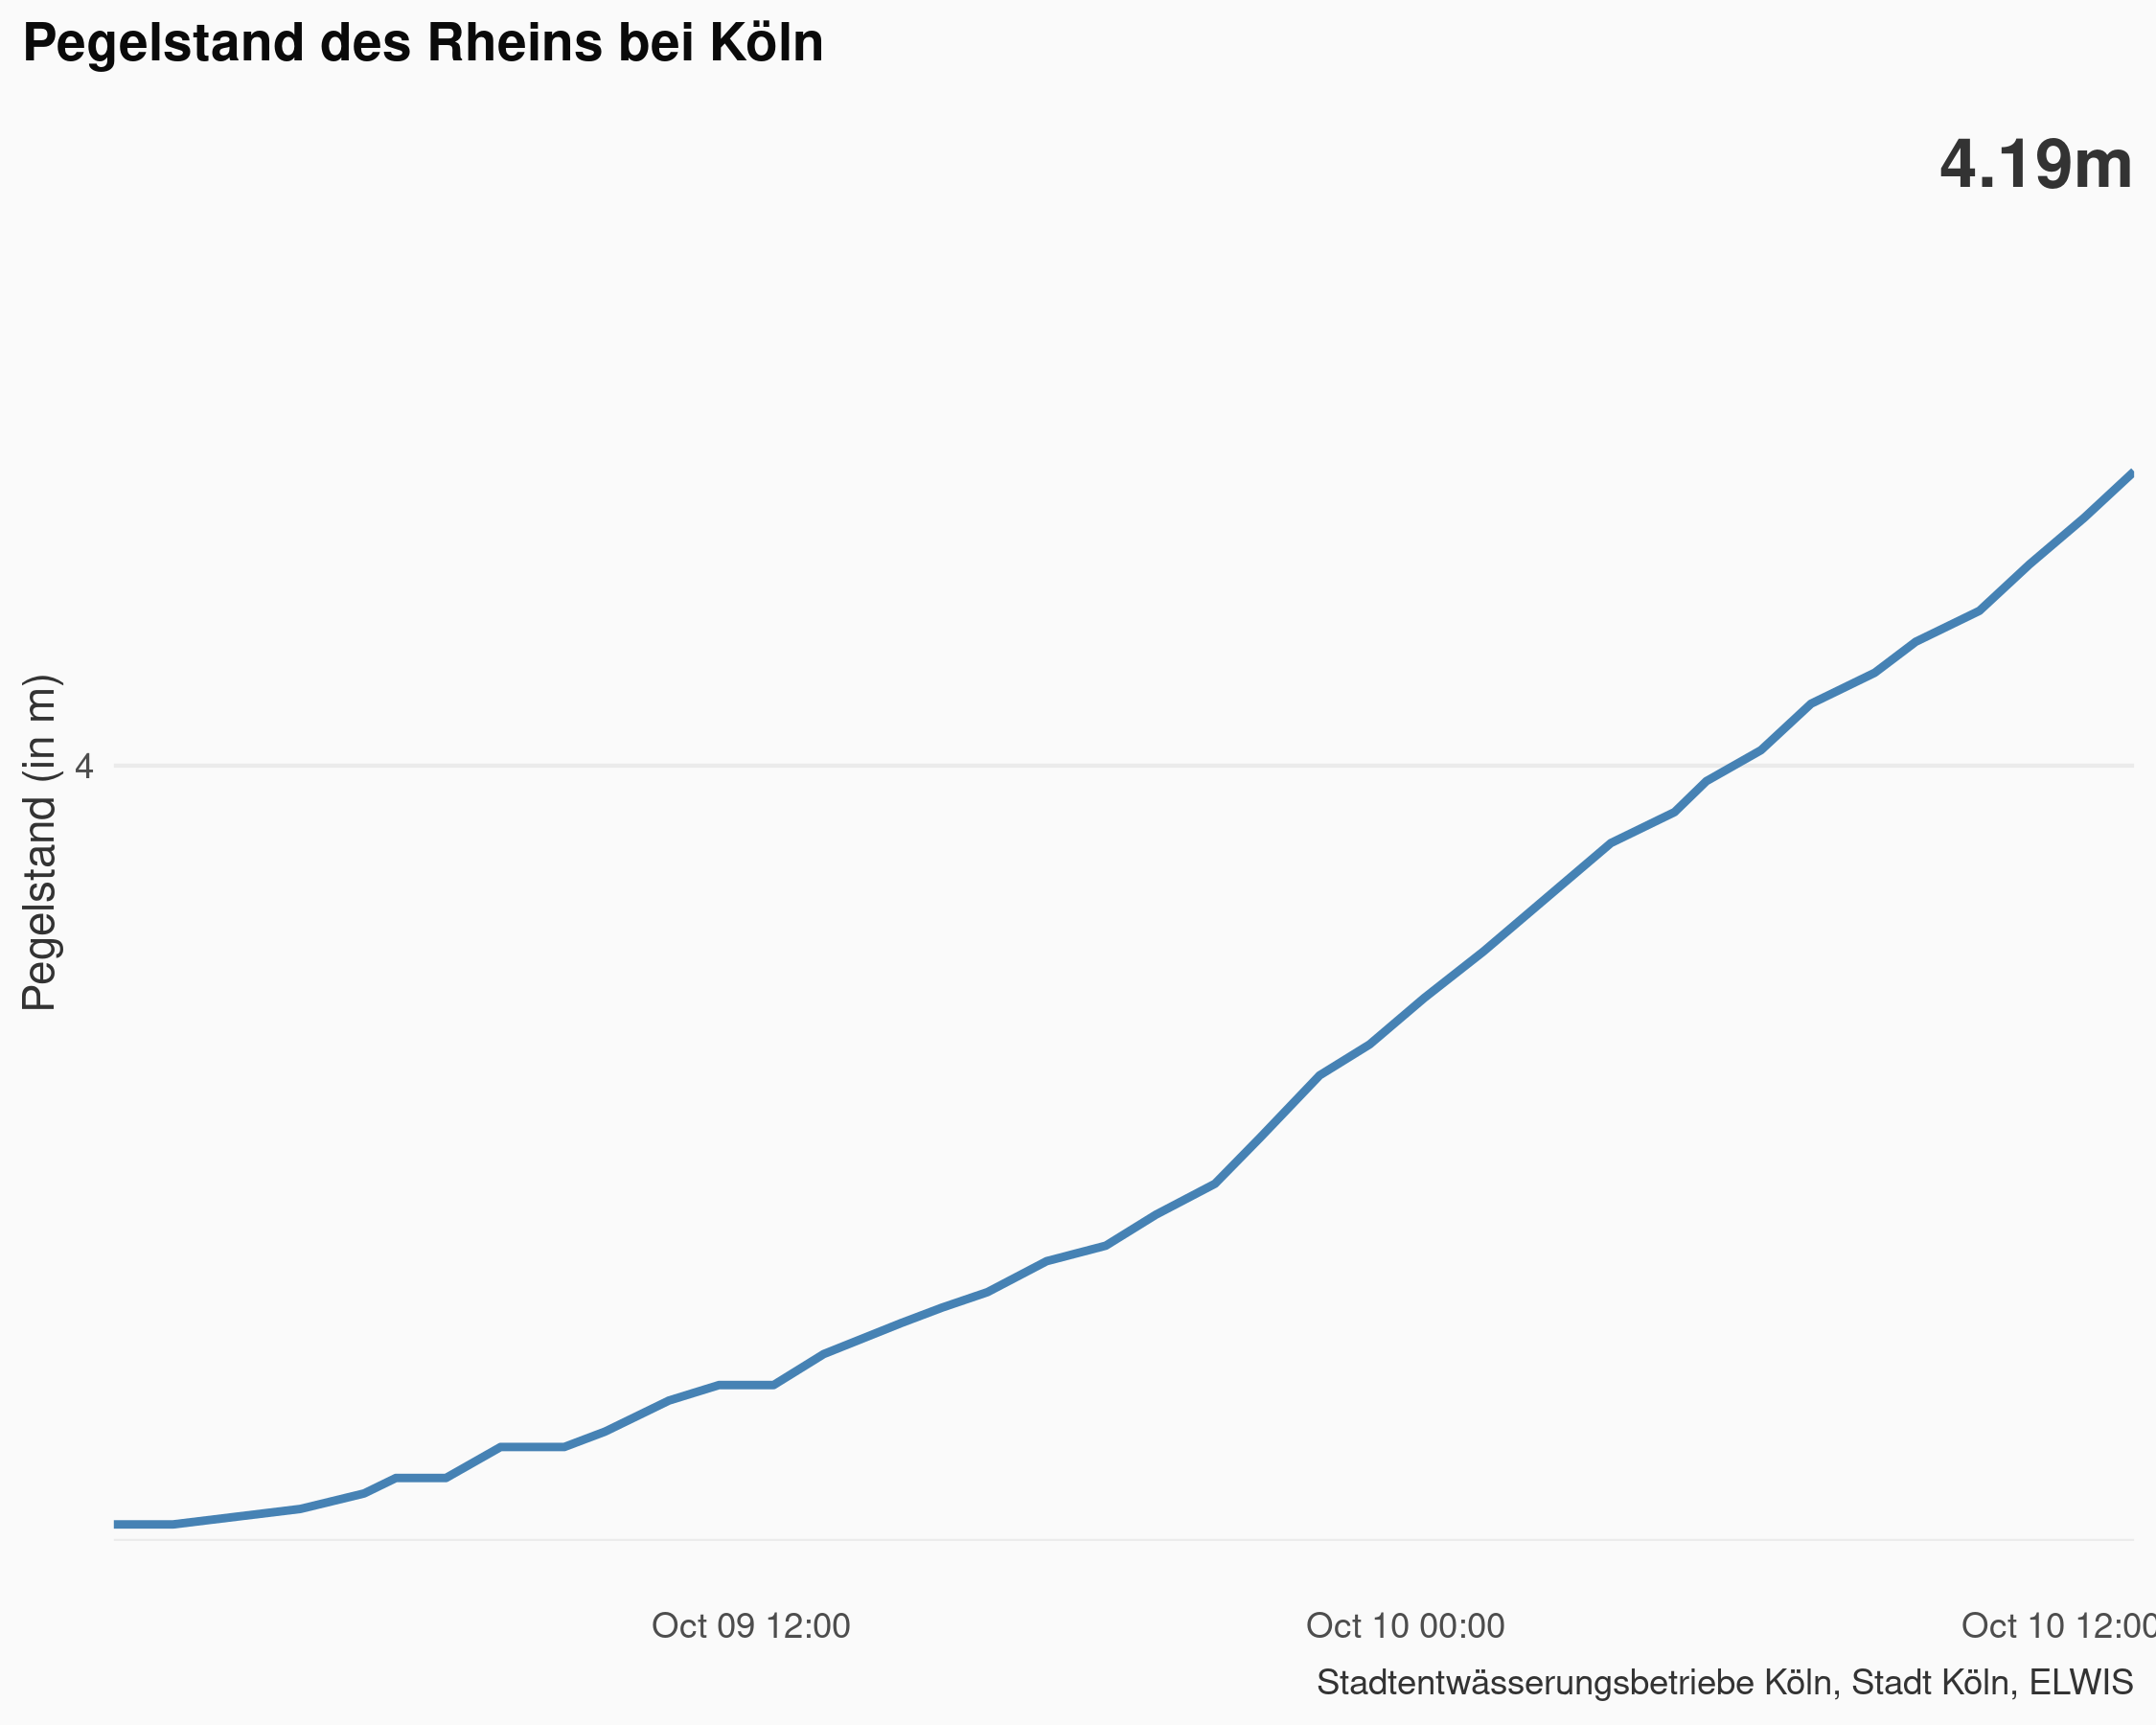 Pegelstand des Rheins bei Köln
4.19m
Pegelstand (in m)
4
Oct 09 12:00
Oct 10 00:00
Oct 10 12:00
Stadtentwässerungsbetriebe Köln, Stadt Köln, ELWIS